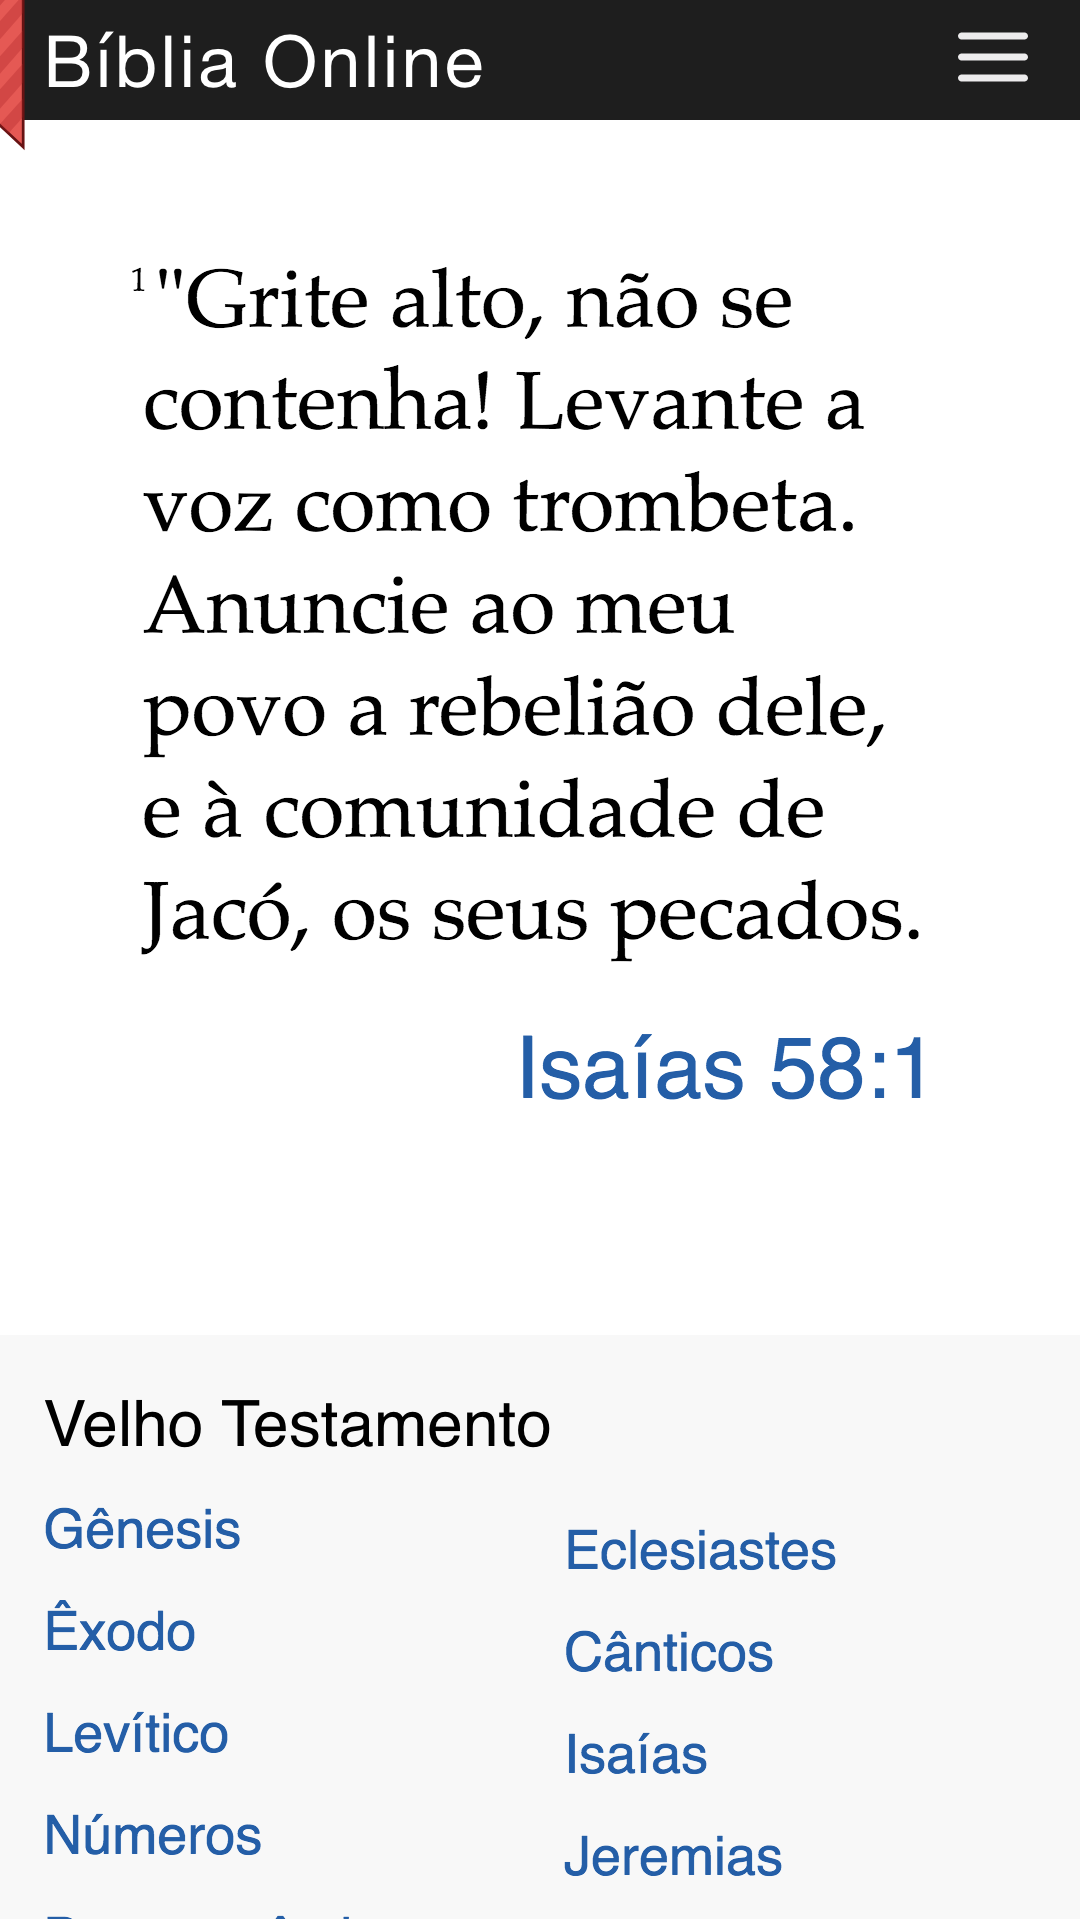 Bíblia Online
1 "Grite alto, não se
contenha! Levante a
voz como trombeta.
Anuncie ao meu
povo a rebelião dele,
e à comunidade de
Jacó, os seus pecados.
Isaías 58:1
Velho Testamento
Gênesis
Êxodo
Levítico
Números
Eclesiastes
Cânticos
Isaías
Jeremias